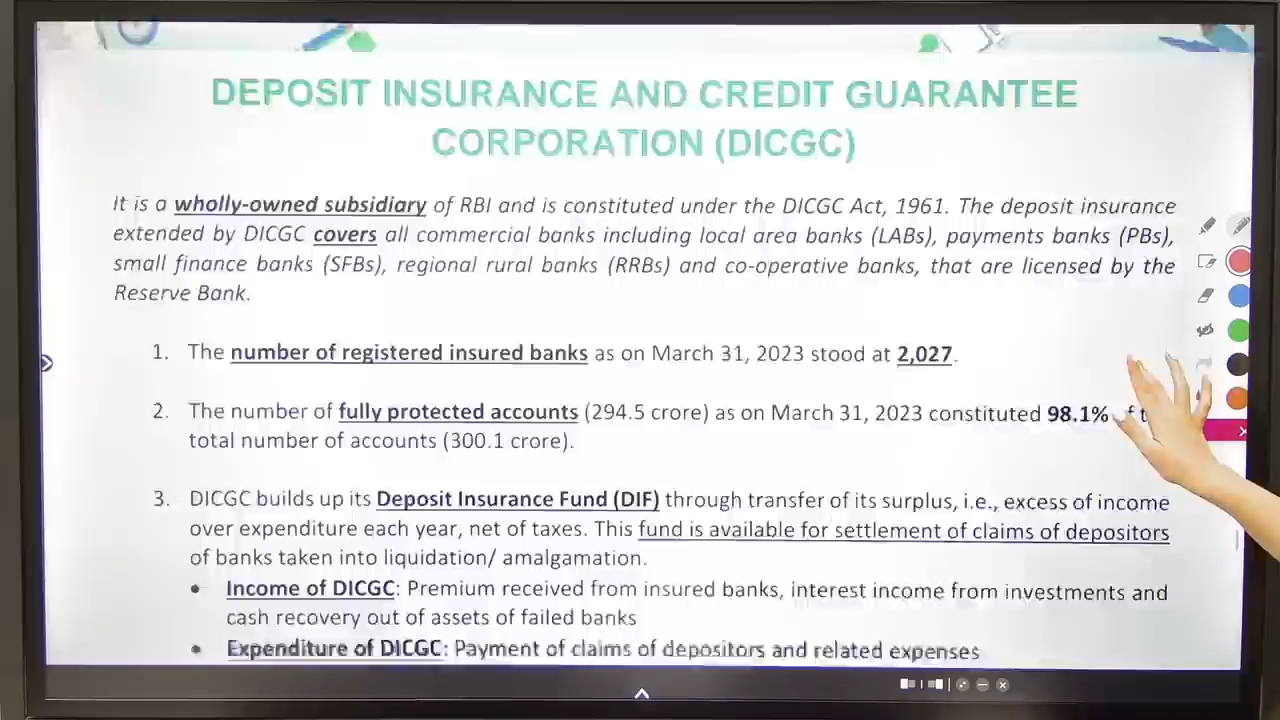 DEPOSIT INSURANCE AND CREDIT GUARANTEE
CORPORATION (DICGC)
It is a wholly-owned subsidiary of RBI and is constituted under the DICGC Act, 1961. The deposit insurance
extended by DICGC covers all commercial banks including local area banks (LABs), payments banks (PBs),
small finance banks (SFBs), regional rural banks (RRBs) and co-operative banks, that are licensed by the
Reserve Bank.
1. The number of registered insured banks as on March 31, 2023 stood at 2,027.
2. The number of fully protected accounts (294.5 crore) as on March 31, 2023 constituted 98.1%
total number of accounts (300.1 crore).
3. DICGC builds up its Deposit Insurance Fund (DIF) through transfer of its surplus, i.e., excess of income
over expenditure each year, net of taxes. This fund is available for settlement of claims of depositors
of banks taken into liquidation/ amalgamation.
• Income of DICGC: Premium received from insured banks, interest income from investments and
cash recovery out of assets of failed banks
• Expenditure of DICGC: Payment of claims of depositors and related expenses